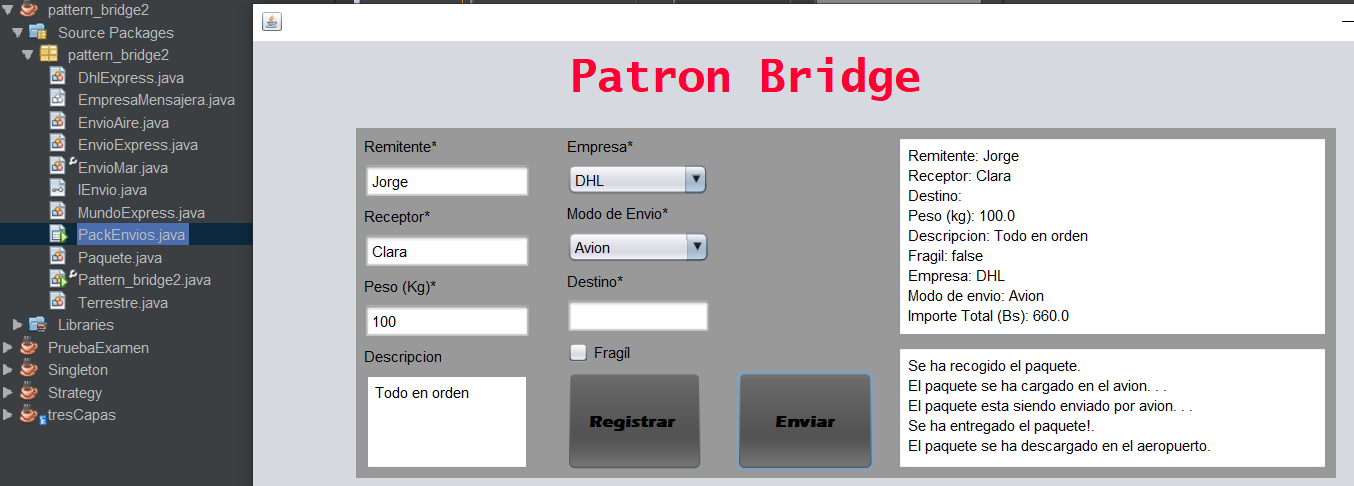 pattern_bridge2
Source Packages
pattern_bridge2
DhlExpress.java
EmpresaMensajera.java
EnvioAire.java
EnvioExpress.java
EnvioMar.java
IEnvio.java
MundoExpress.java
PackEnvios.java
Paquete.java
Pattern_bridge2.java
Terrestre.java
Libraries
PruebaExamen
Singleton
Strategy
tresCapas
Patron Bridge
Remitente*
Jorge
Receptor*
Clara
Peso (Kg)*
100
Descripcion
Todo en orden
Empresa*
DHL
Modo de Envio*
Avion
Destino*
Fragíl
Registrar
Enviar
Remitente: Jorge
Receptor: Clara
Destino:
Peso (kg): 100.0
Descripcion: Todo en orden
Fragil: false
Empresa: DHL
Modo de envio: Avion
Importe Total (Bs): 660.0
Se ha recogido el paquete.
El paquete se ha cargado en el avion. . .
El paquete esta siendo enviado por avion. . .
Se ha entregado el paquete!.
El paquete se ha descargado en el aeropuerto.